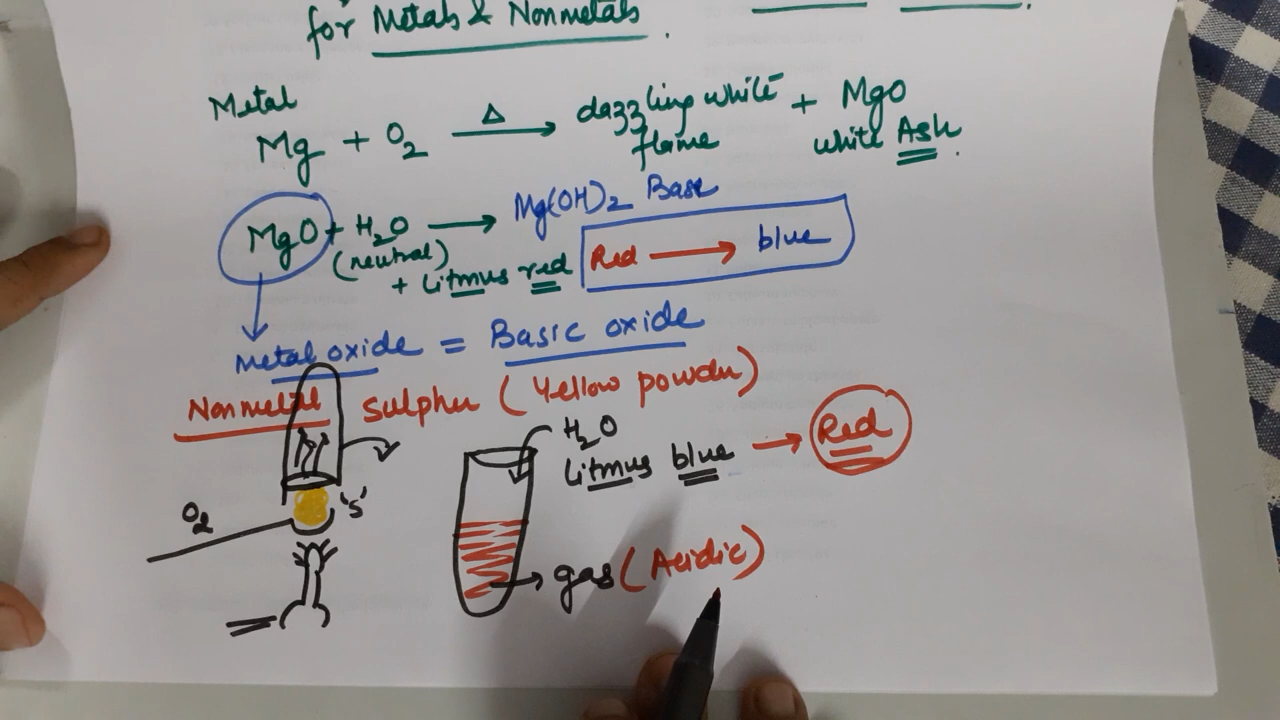 for Metals & Nonmetals.
Metal
Mg + O2 —Δ→ dazzling white flame + MgO
white Ash.
MgO + H2O → Mg(OH)2 Base
(neutral)
+ Litmus red
Red → blue
Metal oxide = Basic oxide
Nonmetal Sulpher (Yellow powder)
H2O
Litmus blue → Red
O2
'S'
gas (Acidic)